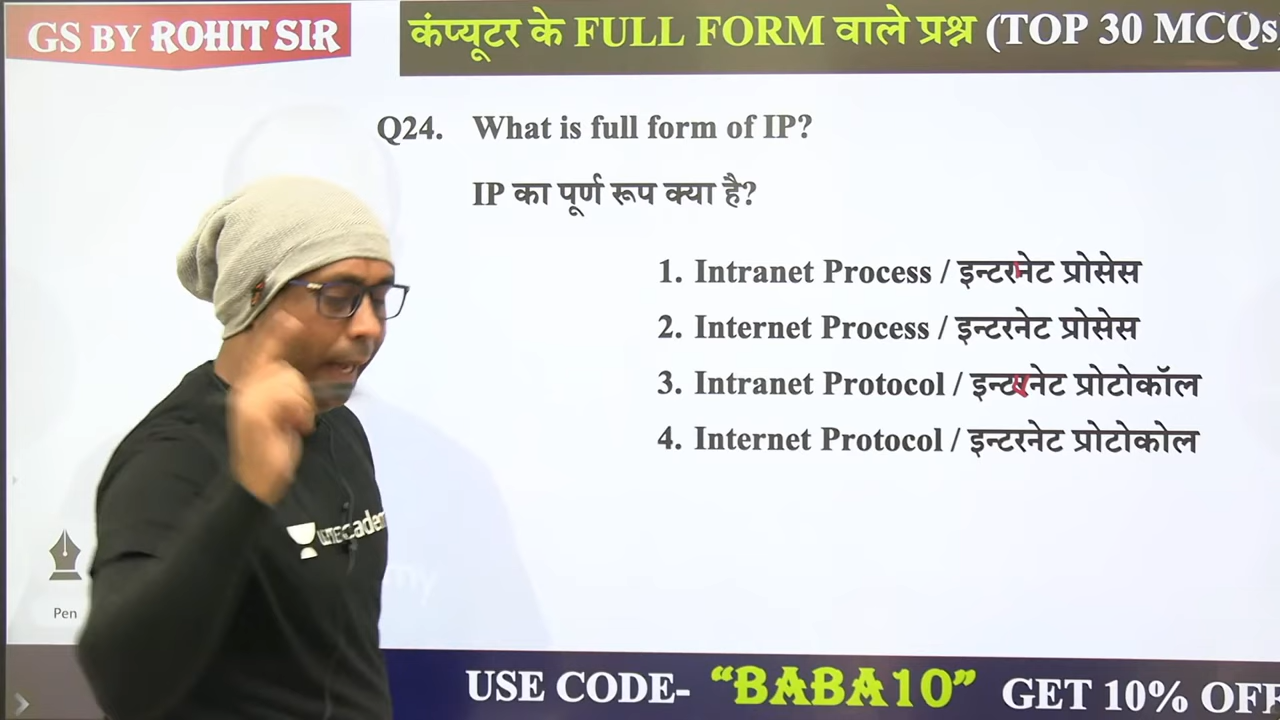 GS BY ROHIT SIR
कंप्यूटर के FULL FORM वाले प्रश्न (TOP 30 MCQs
Q24. What is full form of IP?
IP का पूर्ण रूप क्या है?
1. Intranet Process / इन्टरनेट प्रोसेस
2. Internet Process / इन्टरनेट प्रोसेस
3. Intranet Protocol / इन्टरनेट प्रोटोकॉल
4. Internet Protocol / इन्टरनेट प्रोटोकोल
Pen
USE CODE- “BABA10” GET 10% OFF